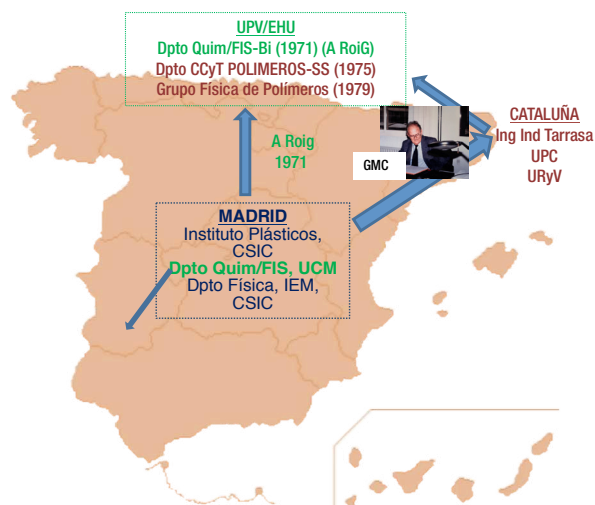 UPV/EHU
Dpto Quim/FIS-Bi (1971) (A RoiG)
Dpto CCyT POLIMEROS-SS (1975)
Grupo Física de Polímeros (1979)
CATALUÑA
Ing Ind Tarrasa
UPC
URyV
A Roig
1971
GMC
MADRID
Instituto Plásticos,
CSIC
Dpto Quim/FIS, UCM
Dpto Física, IEM,
CSIC